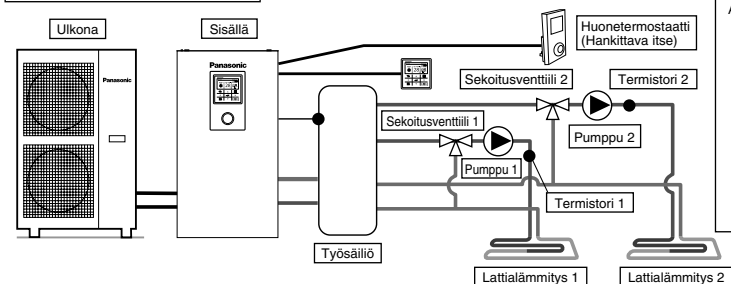 Ulkona
Sisällä
Huonetermostaatti
(Hankittava itse)
Panasonic
Panasonic
Sekoitusventtiili 2
Termistori 2
Sekoitusventtiili 1
Pumppu 2
Pumppu 1
Termistori 1
Työsäiliö
Lattialämmitys 1
Lattialämmitys 2